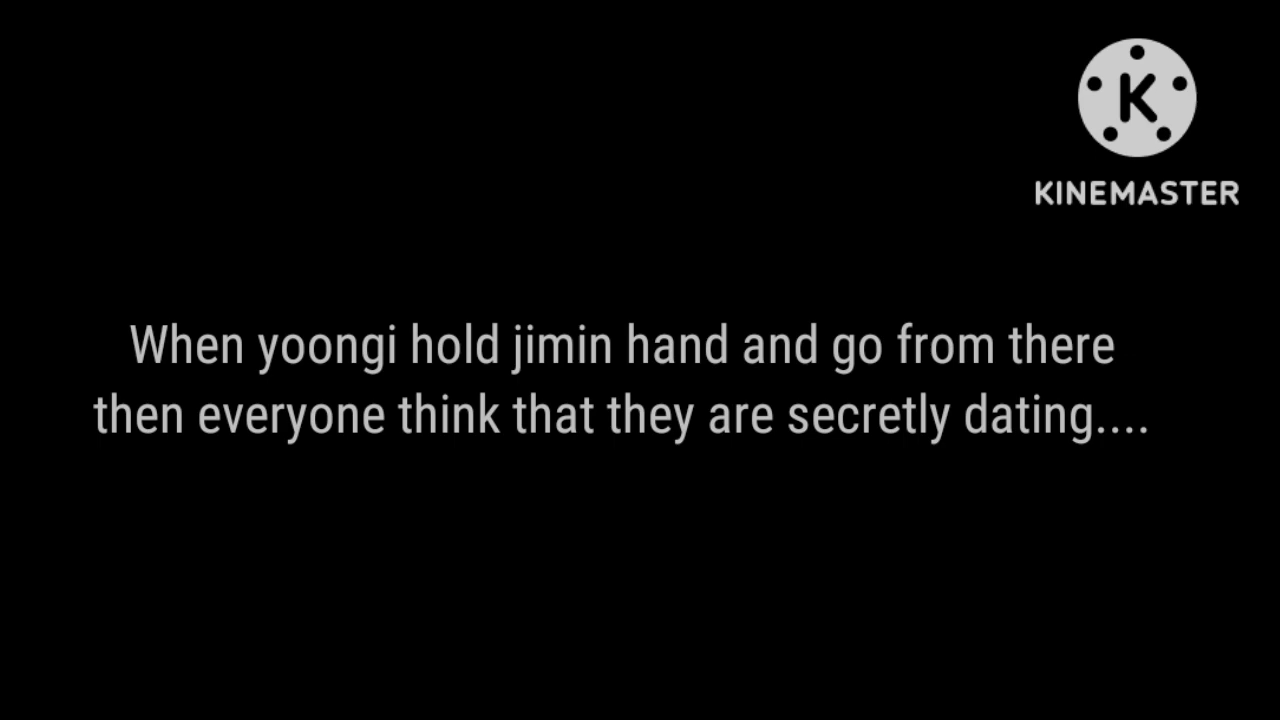 K
KINEMASTER
When yoongi hold jimin hand and go from there
then everyone think that they are secretly dating....